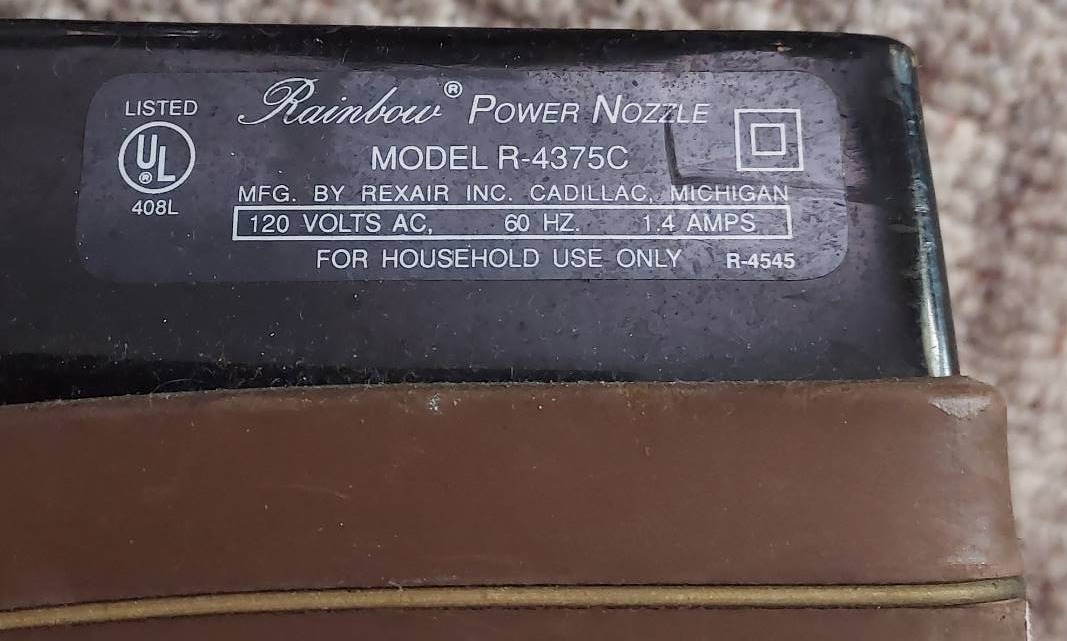 LISTED
UL®
408L
Rainbow® POWER NOZZLE
MODEL R-4375C
MFG. BY REXAIR INC. CADILLAC, MICHIGAN
120 VOLTS AC, 60 HZ. 1.4 AMPS
FOR HOUSEHOLD USE ONLY R-4545